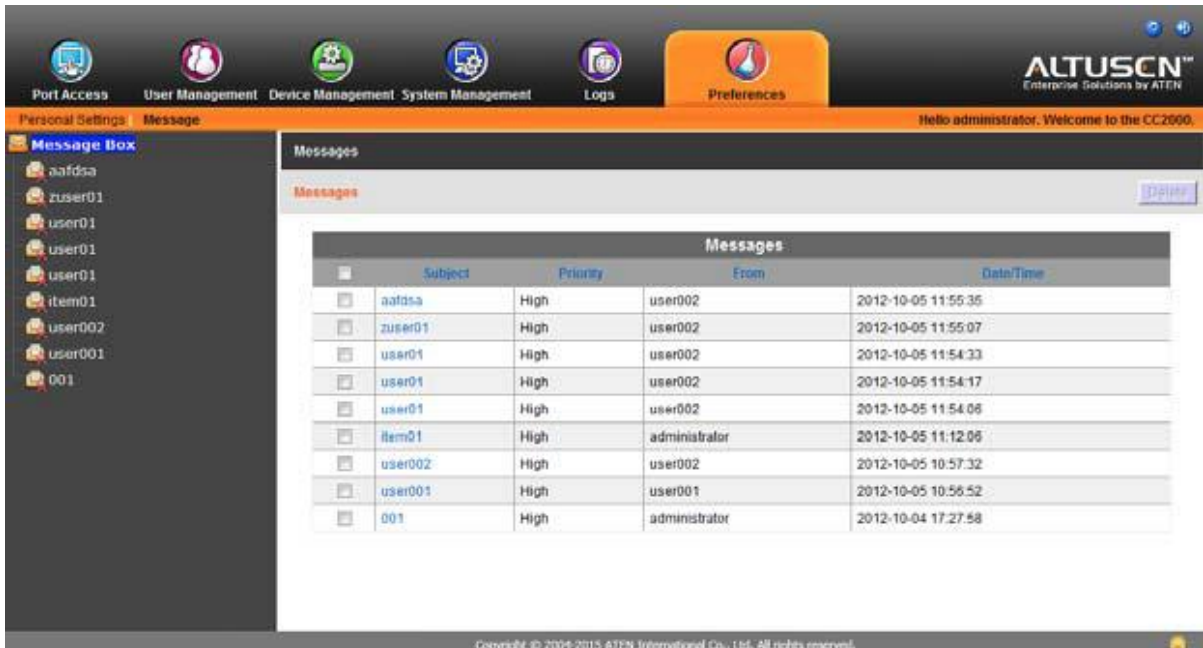 ALTUSEN™
Enterprise Solutions by ATEN
Port Access User Management Device Management System Management Logs Preferences
Personal Settings Message Hello administrator. Welcome to the CC2000.
Message Box
aafdsa
zuser01
user01
user01
user01
item01
user002
user001
001
Messages
Messages Delete
Messages
Subject Priority From Date/Time
aafdsa High user002 2012-10-05 11:55:35
zuser01 High user002 2012-10-05 11:55:07
user01 High user002 2012-10-05 11:54:33
user01 High user002 2012-10-05 11:54:17
user01 High user002 2012-10-05 11:54:06
item01 High administrator 2012-10-05 11:12:06
user002 High user002 2012-10-05 10:57:32
user001 High user001 2012-10-05 10:56:52
001 High administrator 2012-10-04 17:27:58
Copyright © 2004-2015 ATEN International Co., Ltd. All rights reserved.